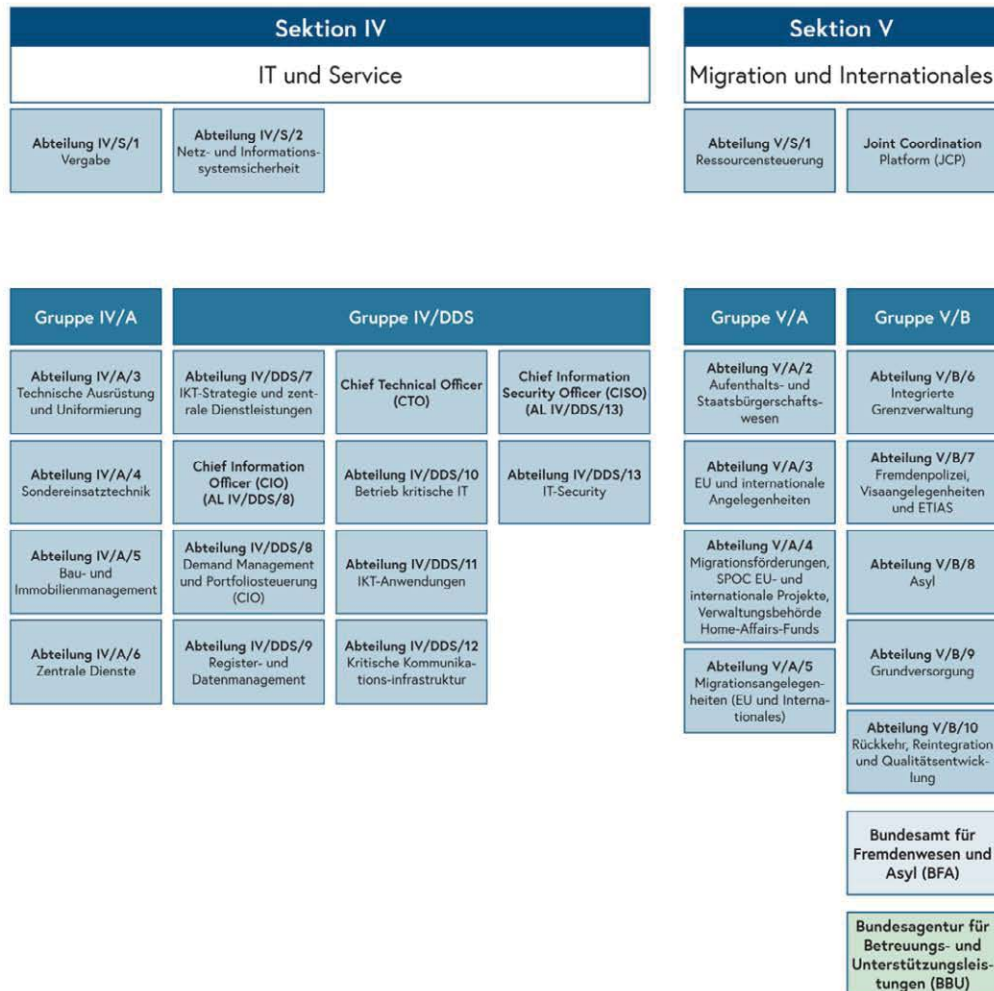 Sektion IV
IT und Service
Abteilung IV/S/1
Vergabe
Abteilung IV/S/2
Netz- und Informations-
systemsicherheit
Gruppe IV/A
Abteilung IV/A/3
Technische Ausrüstung
und Uniformierung
Abteilung IV/A/4
Sondereinsatztechnik
Abteilung IV/A/5
Bau- und
Immobilienmanagement
Abteilung IV/A/6
Zentrale Dienste
Gruppe IV/DDS
Abteilung IV/DDS/7
IKT-Strategie und zent-
rale Dienstleistungen
Chief Information
Officer (CIO)
(AL IV/DDS/8)
Abteilung IV/DDS/8
Demand Management
und Portfoliosteuerung
(CIO)
Abteilung IV/DDS/9
Register- und
Datenmanagement
Chief Technical Officer
(CTO)
Abteilung IV/DDS/10
Betrieb kritische IT
Abteilung IV/DDS/11
IKT-Anwendungen
Abteilung IV/DDS/12
Kritische Kommunika-
tions-infrastruktur
Chief Information
Security Officer (CISO)
(AL IV/DDS/13)
Abteilung IV/DDS/13
IT-Security
Sektion V
Migration und Internationales
Abteilung V/S/1
Ressourcensteuerung
Joint Coordination
Platform (JCP)
Gruppe V/A
Abteilung V/A/2
Aufenthalts- und
Staatsbürgerschafts-
wesen
Abteilung V/A/3
EU und internationale
Angelegenheiten
Abteilung V/A/4
Migrationsförderungen,
SPOC EU- und
internationale Projekte,
Verwaltungsbehörde
Home-Affairs-Funds
Abteilung V/A/5
Migrationsangelegen-
heiten (EU und Interna-
tionales)
Gruppe V/B
Abteilung V/B/6
Integrierte
Grenzverwaltung
Abteilung V/B/7
Fremdenpolizei,
Visaangelegenheiten
und ETIAS
Abteilung V/B/8
Asyl
Abteilung V/B/9
Grundversorgung
Abteilung V/B/10
Rückkehr, Reintegration
und Qualitätsentwick-
lung
Bundesamt für
Fremdenwesen und
Asyl (BFA)
Bundesagentur für
Betreuungs- und
Unterstützungsleis-
tungen (BBU)